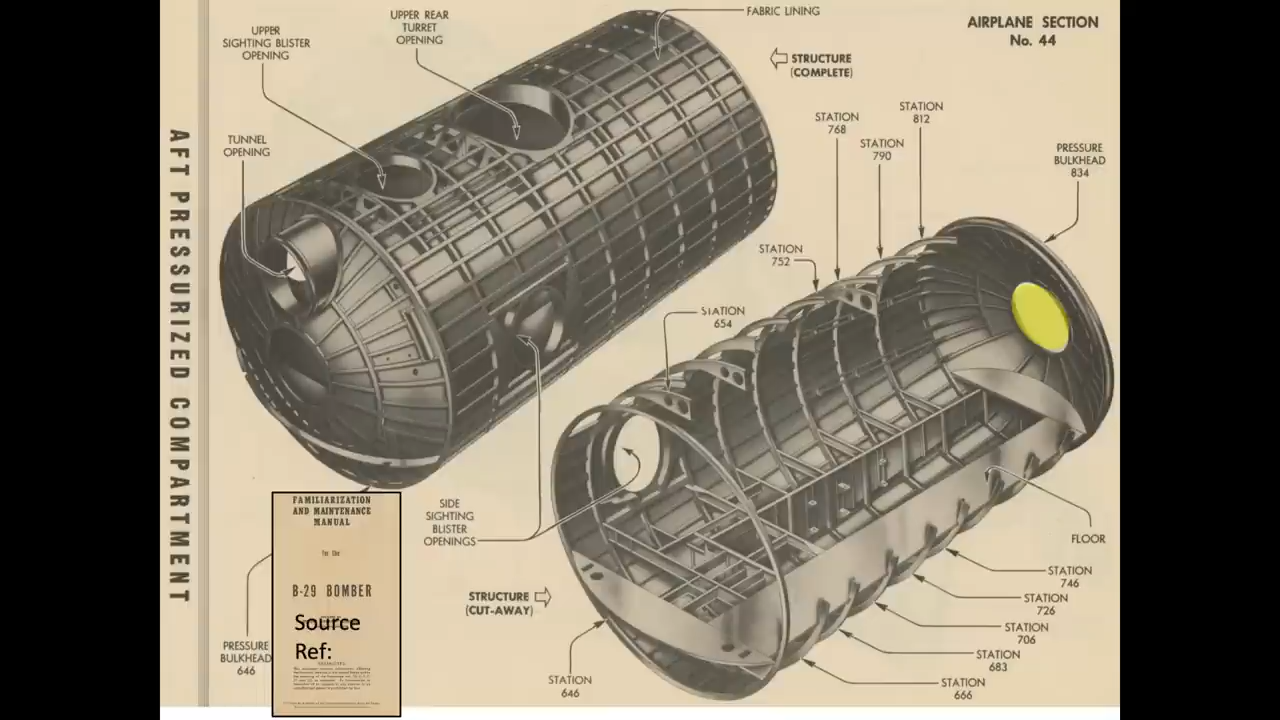 UPPER
SIGHTING BLISTER
OPENING
UPPER REAR
TURRET
OPENING
FABRIC LINING
AIRPLANE SECTION
No. 44
STRUCTURE
(COMPLETE)
TUNNEL
OPENING
STATION
768
STATION
790
STATION
812
PRESSURE
BULKHEAD
834
STATION
752
STATION
654
AFT PRESSURIZED COMPARTMENT
SIDE
SIGHTING
BLISTER
OPENINGS
FLOOR
STATION
746
STATION
726
STATION
706
STATION
683
STATION
666
STRUCTURE
(CUT-AWAY)
STATION
646
PRESSURE
BULKHEAD
646
FAMILIARIZATION
AND MAINTENANCE
MANUAL
for the
B-29 BOMBER
Source
Ref: